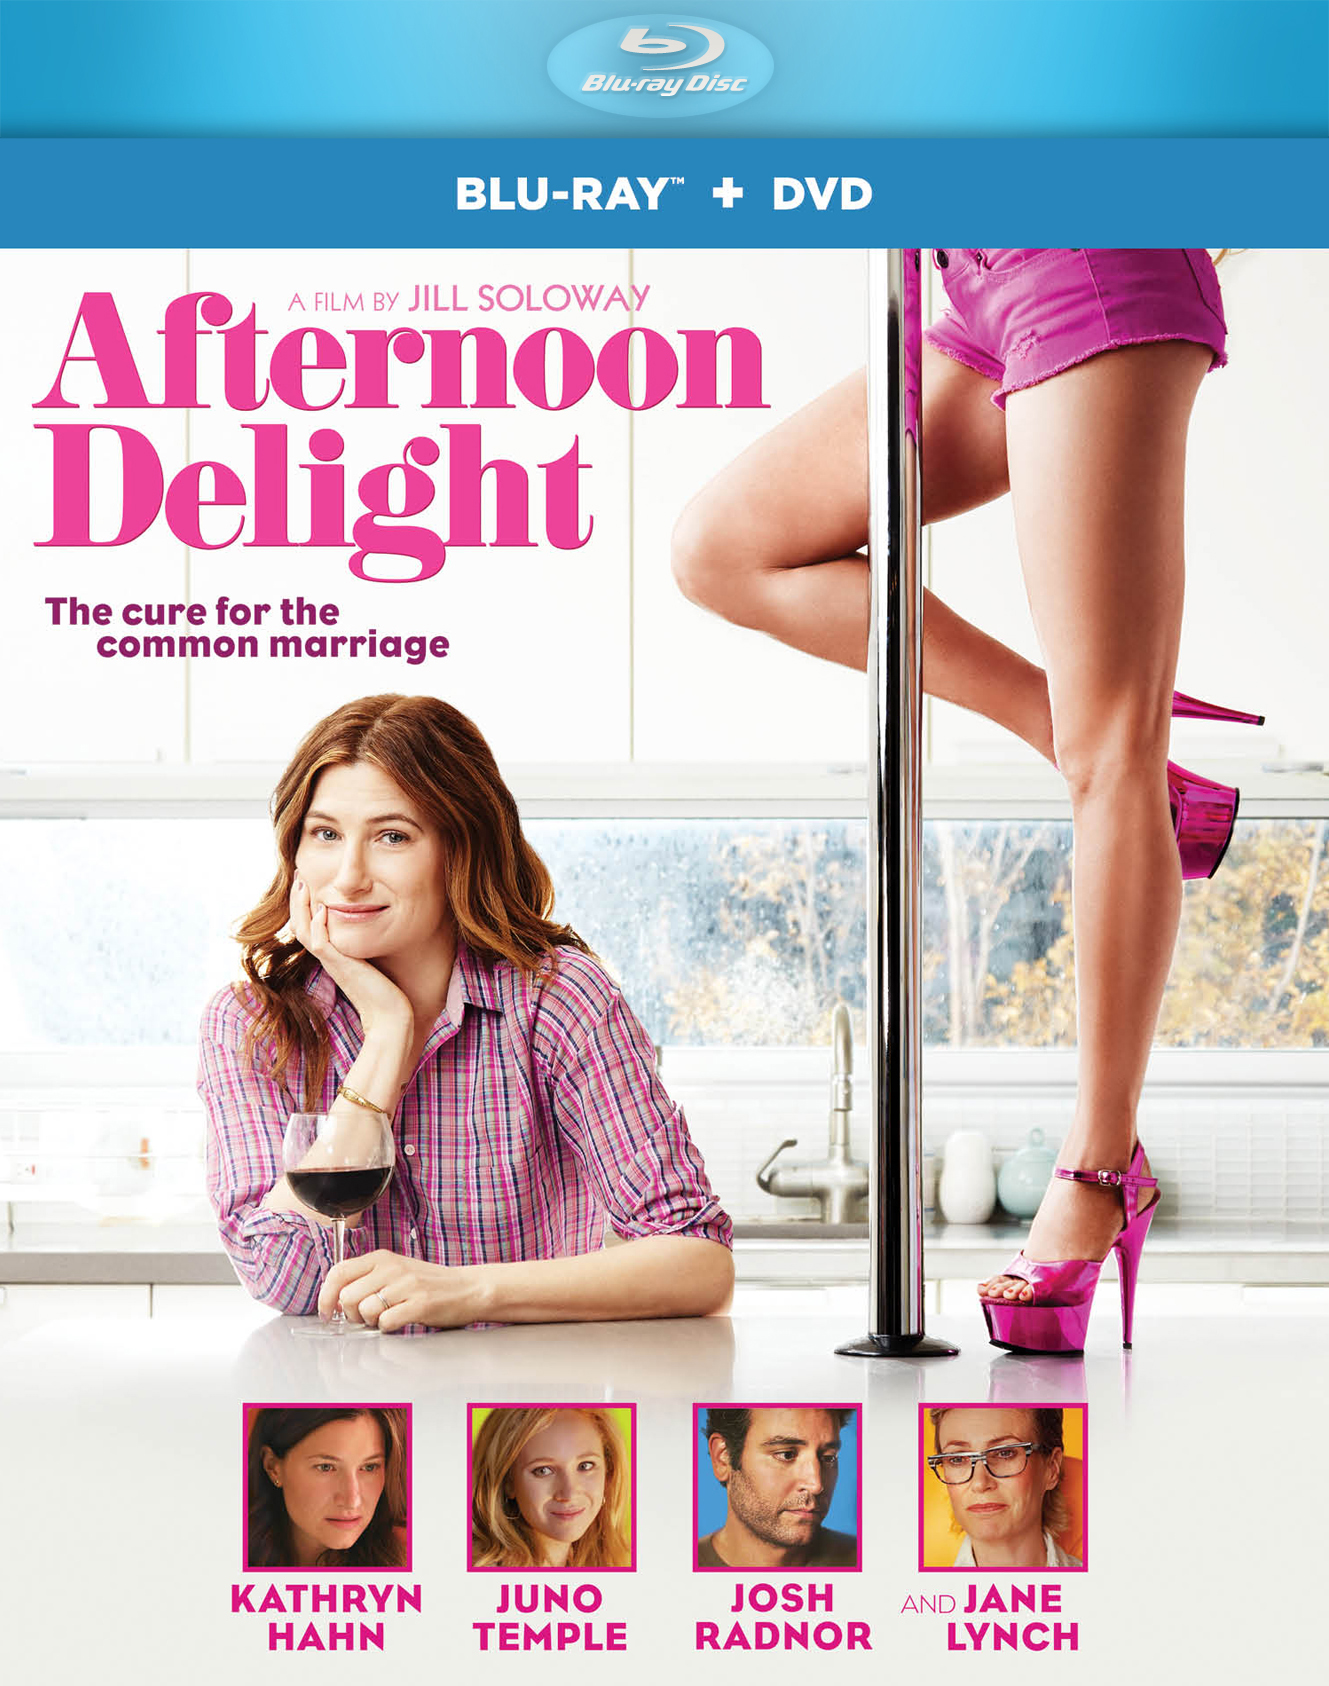 Blu-ray Disc
BLU-RAY™ + DVD
A FILM BY JILL SOLOWAY
Afternoon
Delight
The cure for the
common marriage
KATHRYN
HAHN
JUNO
TEMPLE
JOSH
RADNOR
AND JANE
LYNCH